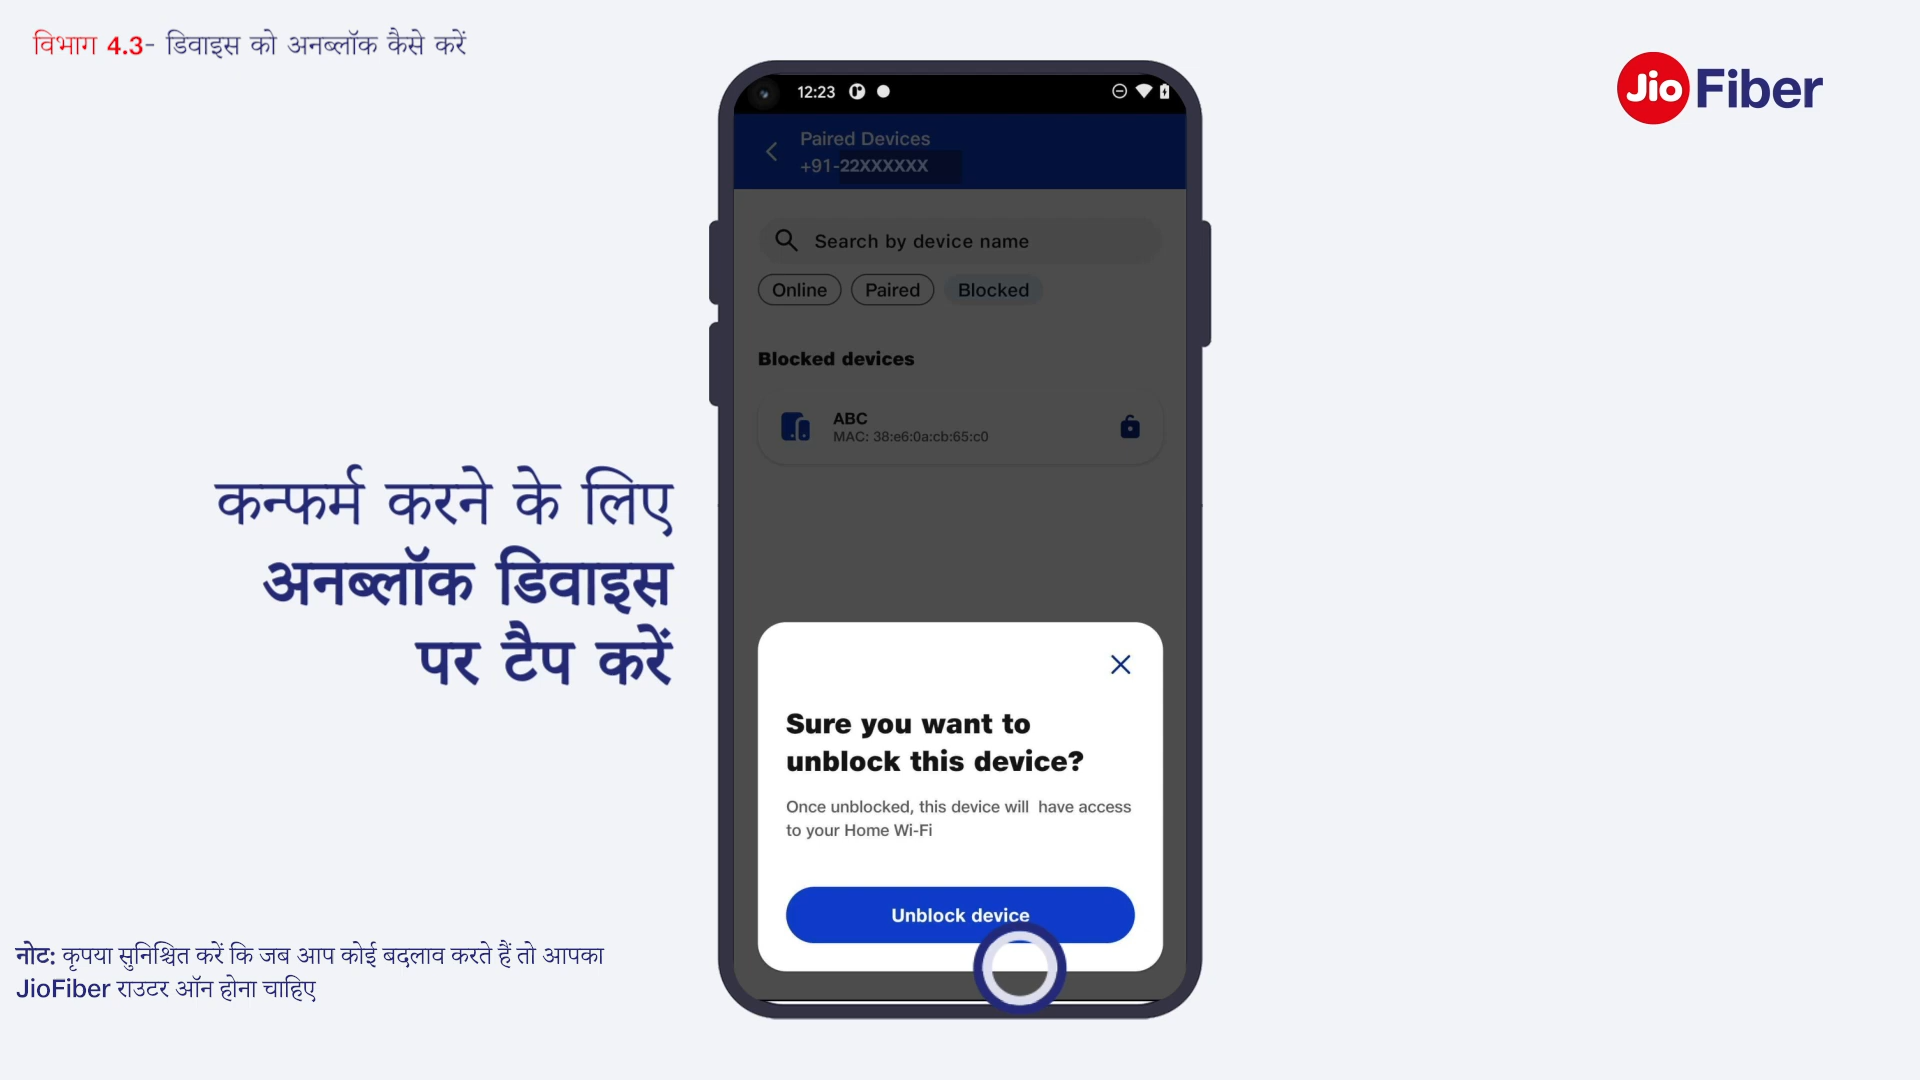 विभाग 4.3- डिवाइस को अनब्लॉक कैसे करें
Jio Fiber
12:23
Paired Devices
+91-22XXXXXX
Search by device name
Online Paired Blocked
Blocked devices
ABC
MAC: 38:e6:0a:cb:65:c0
कन्फर्म करने के लिए
अनब्लॉक डिवाइस
पर टैप करें
Sure you want to
unblock this device?
Once unblocked, this device will have access
to your Home Wi-Fi
Unblock device
नोट: कृपया सुनिश्चित करें कि जब आप कोई बदलाव करते हैं तो आपका
JioFiber राउटर ऑन होना चाहिए